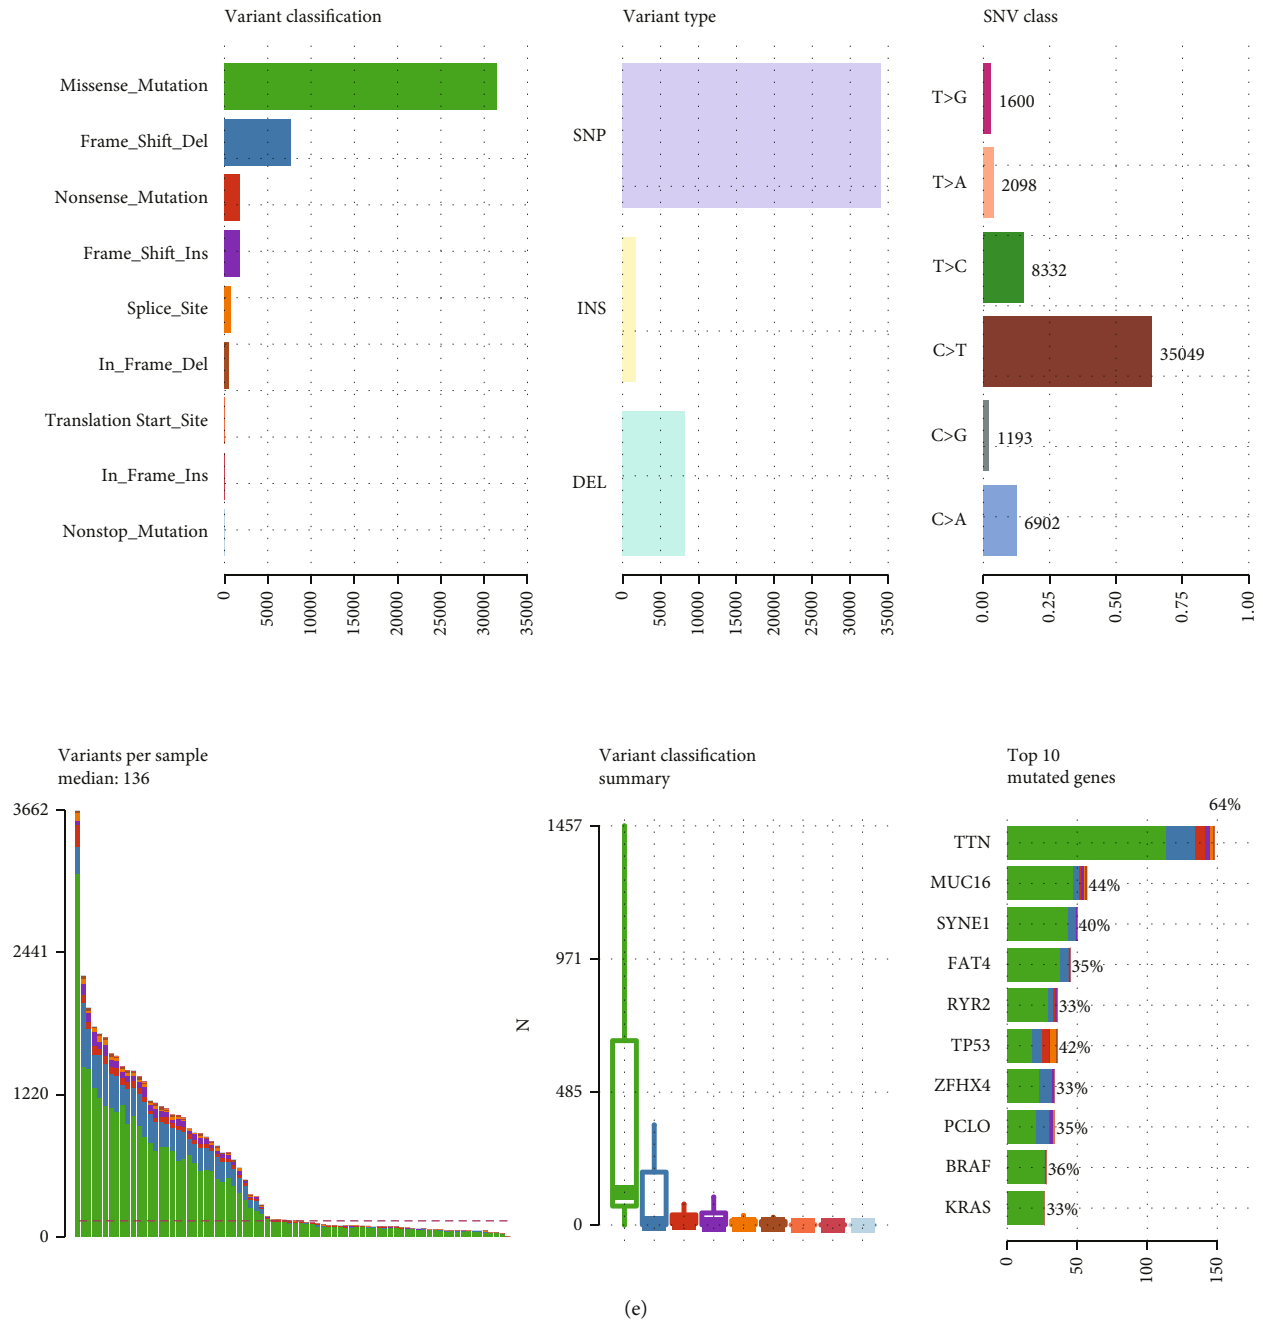 Variant classification
Missense_Mutation
Frame_Shift_Del
Nonsense_Mutation
Frame_Shift_Ins
Splice_Site
In_Frame_Del
Translation Start_Site
In_Frame_Ins
Nonstop_Mutation
0
5000
10000
15000
20000
25000
30000
35000
Variant type
SNP
INS
DEL
0
5000
10000
15000
20000
25000
30000
35000
SNV class
T>G
1600
T>A
2098
T>C
8332
C>T
35049
C>G
1193
C>A
6902
0.00
0.25
0.50
0.75
1.00
Variants per sample
median: 136
3662
2441
1220
0
Variant classification
summary
N
1457
971
485
0
Top 10
mutated genes
64%
TTN
MUC16
44%
SYNE1
40%
FAT4
35%
RYR2
33%
TP53
42%
ZFHX4
33%
PCLO
35%
BRAF
36%
KRAS
33%
0
50
100
150
(e)